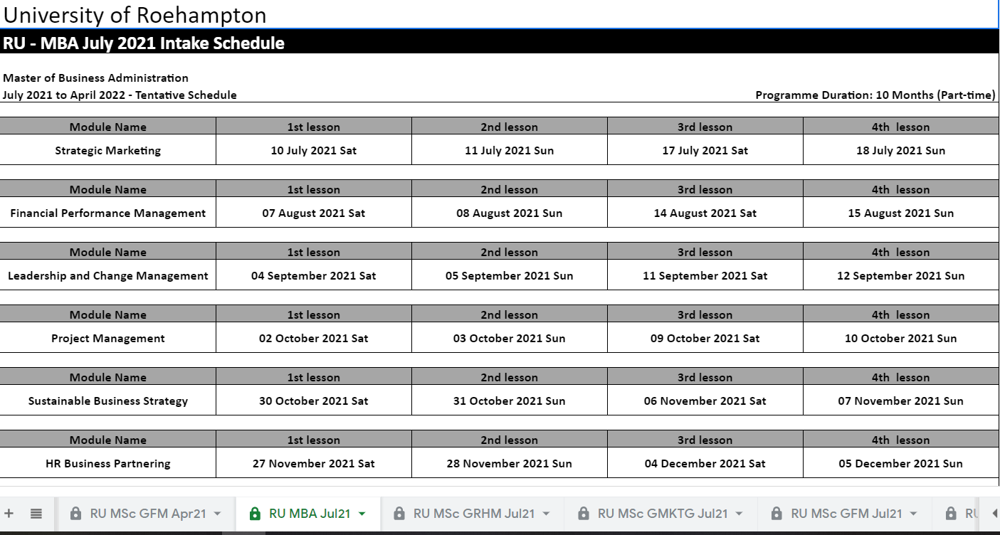 University of Roehampton
RU - MBA July 2021 Intake Schedule
Master of Business Administration
July 2021 to April 2022 - Tentative Schedule Programme Duration: 10 Months (Part-time)
Module Name 1st lesson 2nd lesson 3rd lesson 4th lesson
Strategic Marketing 10 July 2021 Sat 11 July 2021 Sun 17 July 2021 Sat 18 July 2021 Sun
Module Name 1st lesson 2nd lesson 3rd lesson 4th lesson
Financial Performance Management 07 August 2021 Sat 08 August 2021 Sun 14 August 2021 Sat 15 August 2021 Sun
Module Name 1st lesson 2nd lesson 3rd lesson 4th lesson
Leadership and Change Management 04 September 2021 Sat 05 September 2021 Sun 11 September 2021 Sat 12 September 2021 Sun
Module Name 1st lesson 2nd lesson 3rd lesson 4th lesson
Project Management 02 October 2021 Sat 03 October 2021 Sun 09 October 2021 Sat 10 October 2021 Sun
Module Name 1st lesson 2nd lesson 3rd lesson 4th lesson
Sustainable Business Strategy 30 October 2021 Sat 31 October 2021 Sun 06 November 2021 Sat 07 November 2021 Sun
Module Name 1st lesson 2nd lesson 3rd lesson 4th lesson
HR Business Partnering 27 November 2021 Sat 28 November 2021 Sun 04 December 2021 Sat 05 December 2021 Sun
RU MSc GFM Apr21 RU MBA Jul21 RU MSc GRHM Jul21 RU MSc GMKTG Jul21 RU MSc GFM Jul21